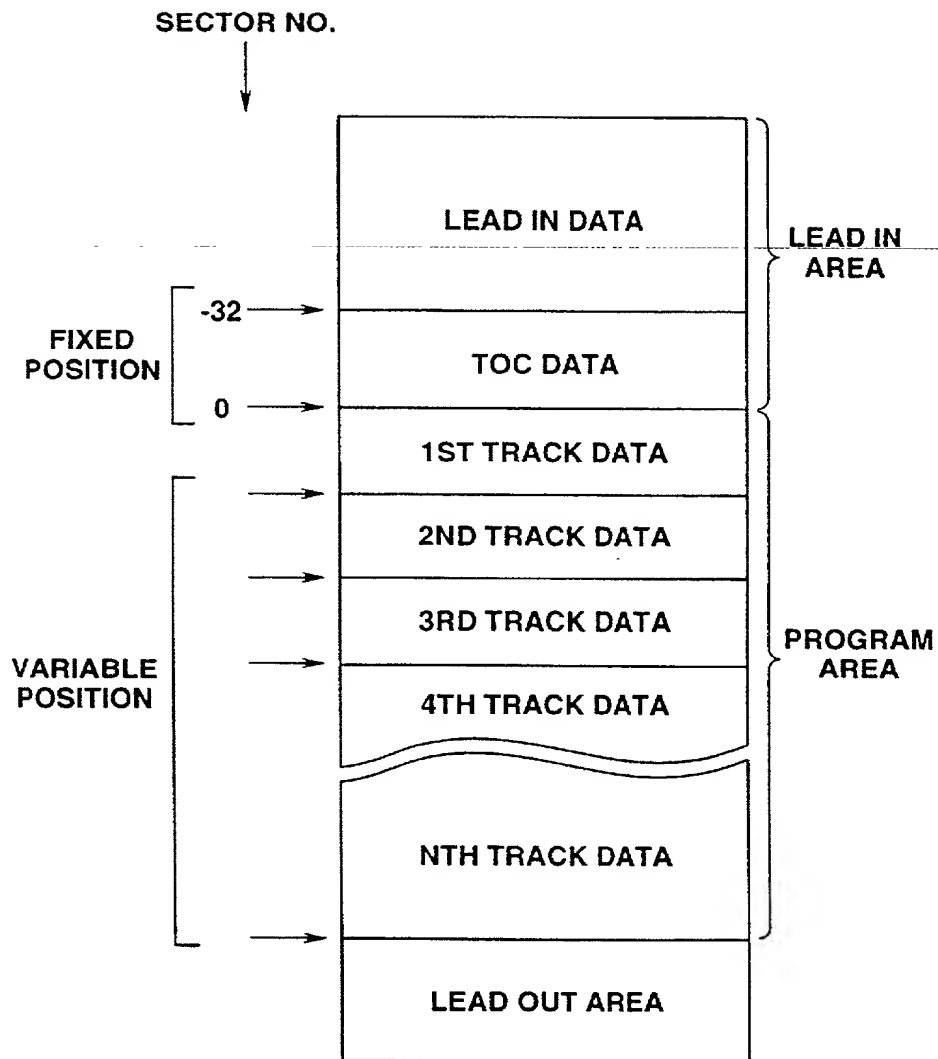 SECTOR NO.
LEAD IN DATA
LEAD IN
AREA
-32
FIXED
POSITION
TOC DATA
0
1ST TRACK DATA
2ND TRACK DATA
3RD TRACK DATA
PROGRAM
AREA
VARIABLE
POSITION
4TH TRACK DATA
NTH TRACK DATA
LEAD OUT AREA